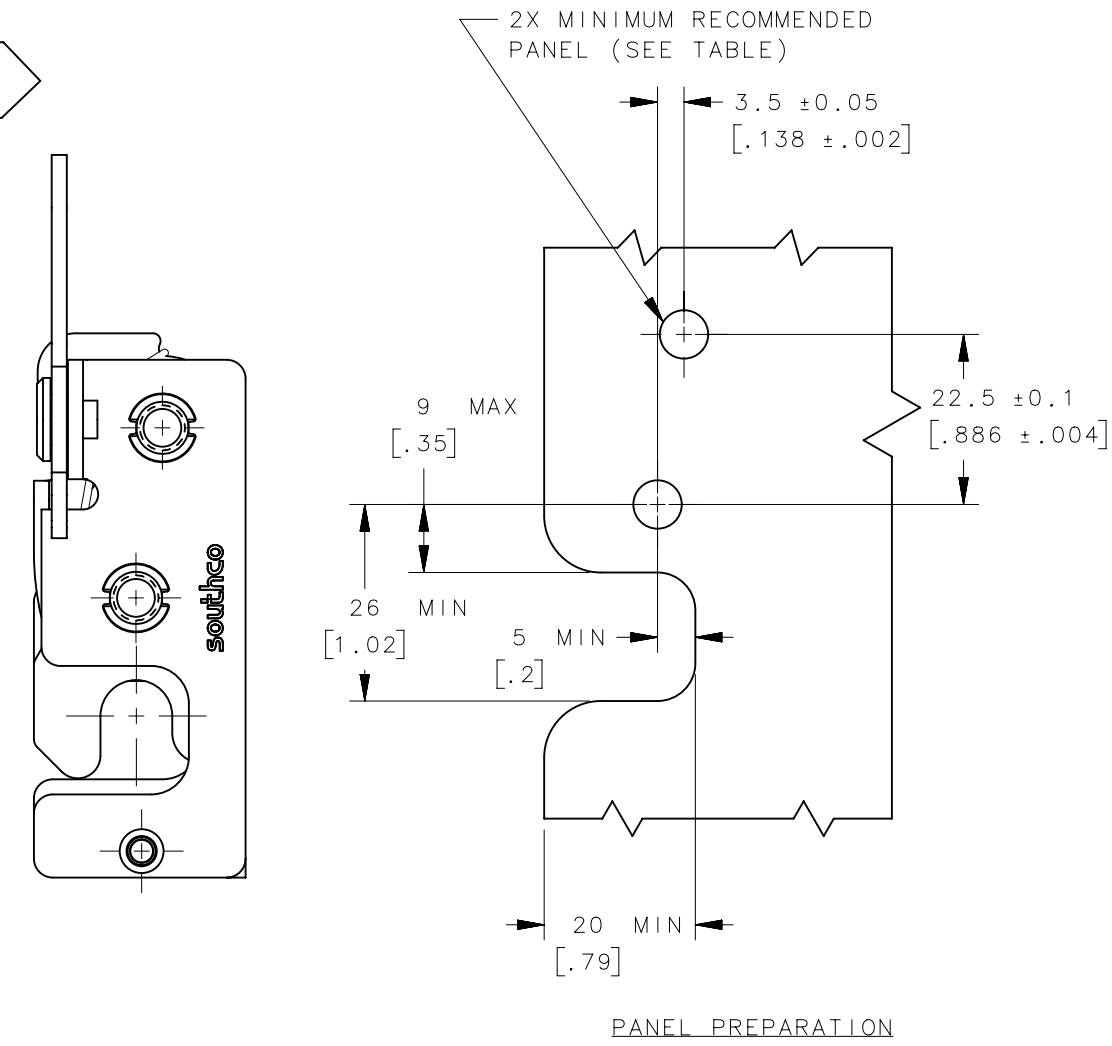 2X MINIMUM RECOMMENDED
PANEL (SEE TABLE)
3.5 ±0.05
[.138 ±.002]
9 MAX
[.35]
22.5 ±0.1
[.886 ±.004]
southco
26 MIN
[1.02]
5 MIN
[.2]
20 MIN
[.79]
PANEL PREPARATION